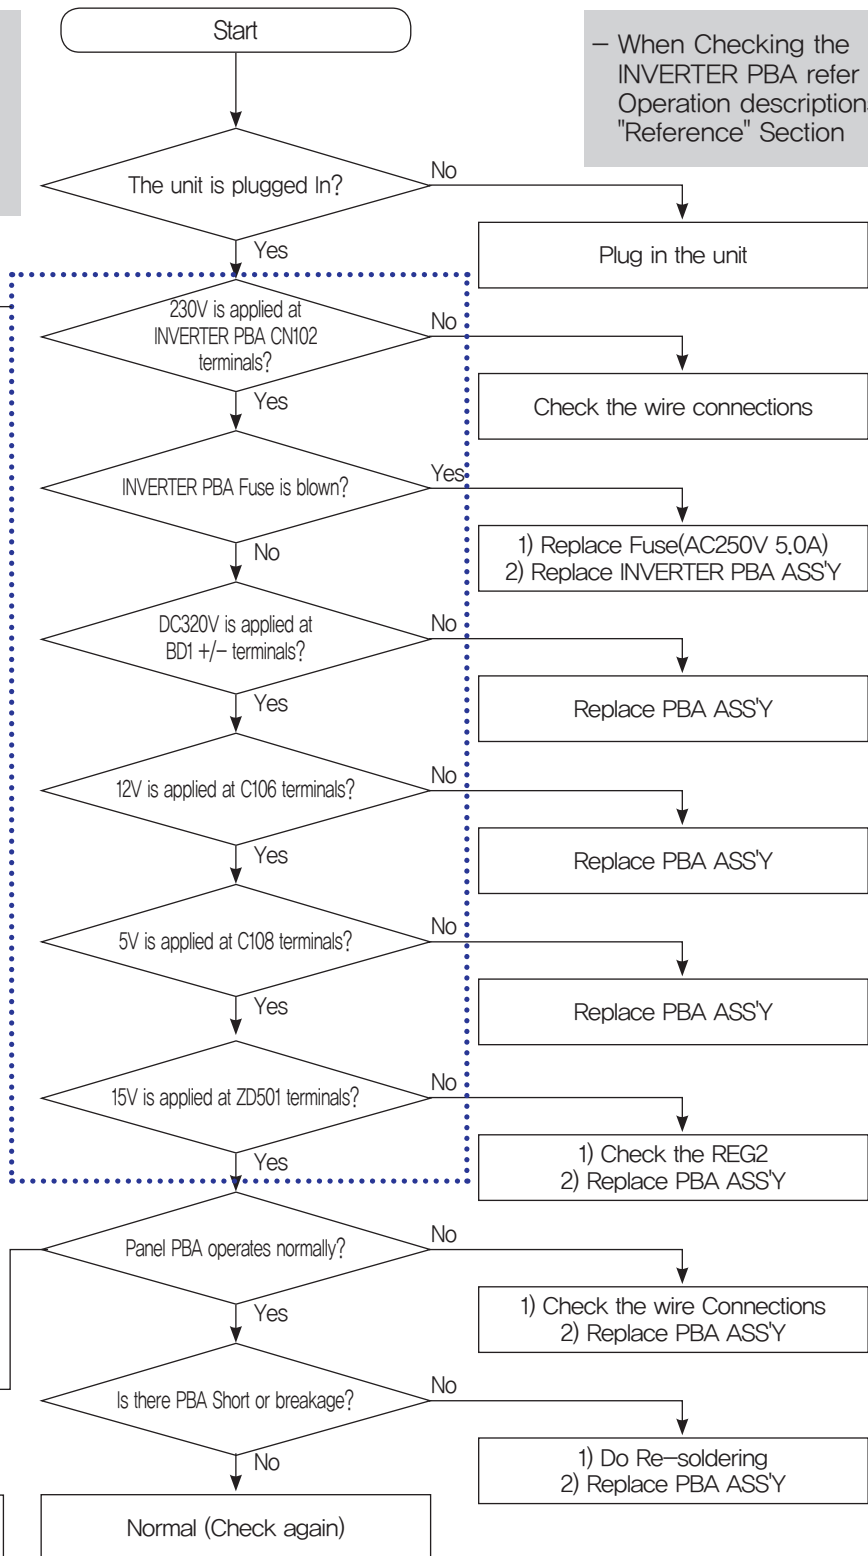 Start
– When Checking the
INVERTER PBA refer
Operation description
"Reference" Section
The unit is plugged In?
No
Plug in the unit
Yes
230V is applied at
INVERTER PBA CN102
terminals?
No
Check the wire connections
Yes
INVERTER PBA Fuse is blown?
Yes
1) Replace Fuse(AC250V 5.0A)
2) Replace INVERTER PBA ASS'Y
No
DC320V is applied at
BD1 +/– terminals?
No
Replace PBA ASS'Y
Yes
12V is applied at C106 terminals?
No
Replace PBA ASS'Y
Yes
5V is applied at C108 terminals?
No
Replace PBA ASS'Y
Yes
15V is applied at ZD501 terminals?
No
1) Check the REG2
2) Replace PBA ASS'Y
Yes
Panel PBA operates normally?
No
1) Check the wire Connections
2) Replace PBA ASS'Y
Yes
Is there PBA Short or breakage?
No
1) Do Re–soldering
2) Replace PBA ASS'Y
No
Normal (Check again)